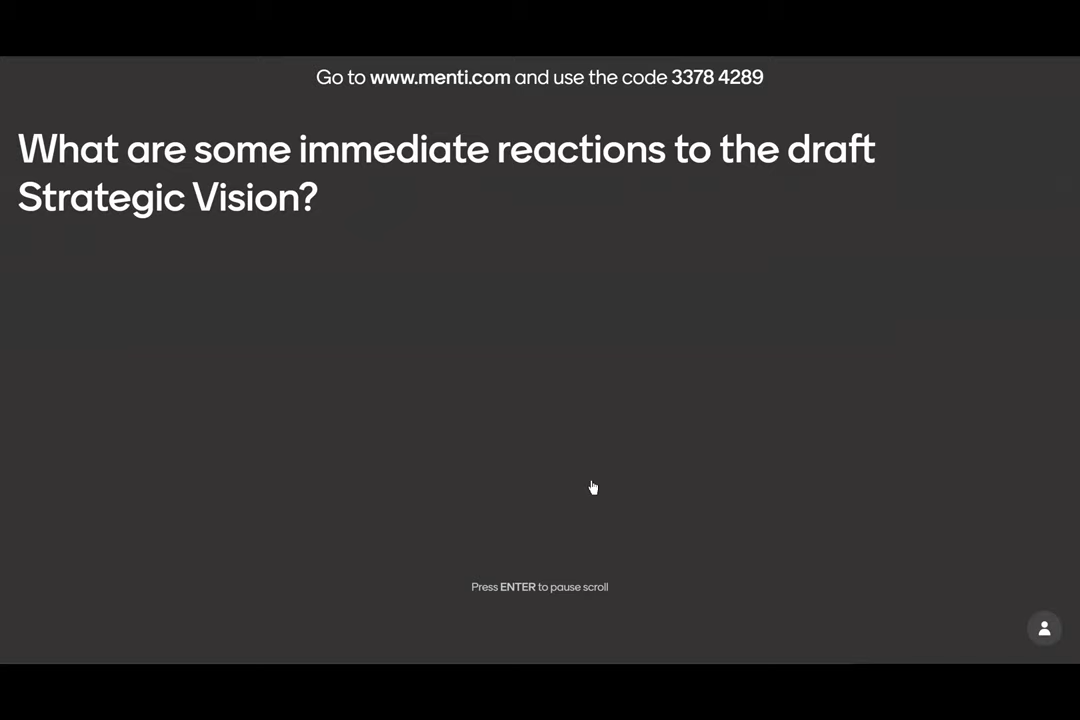 Go to www.menti.com and use the code 3378 4289
What are some immediate reactions to the draft
Strategic Vision?
Press ENTER to pause scroll